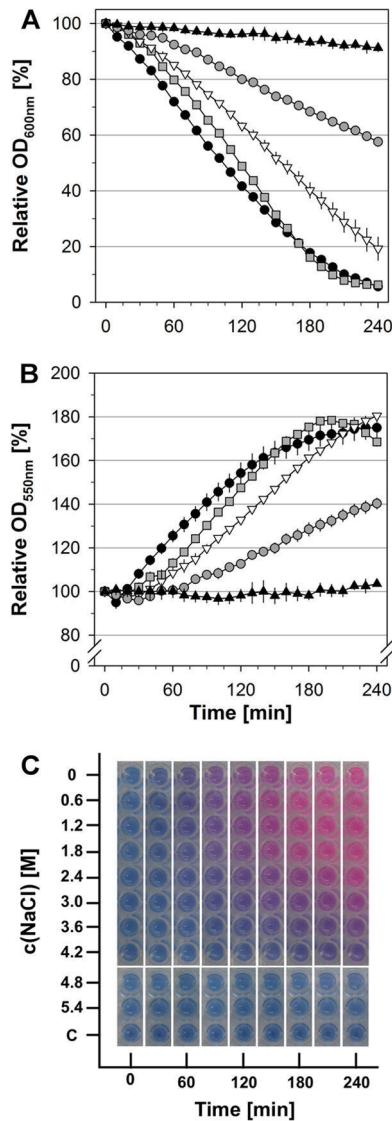 A
Relative OD600nm [%]
100
80
60
40
20
0
0 60 120 180 240
B
Relative OD550nm [%]
200
180
160
140
120
100
80
0
0 60 120 180 240
Time [min]
C
c(NaCl) [M]
0
0.6
1.2
1.8
2.4
3.0
3.6
4.2
4.8
5.4
C
0 60 120 180 240
Time [min]